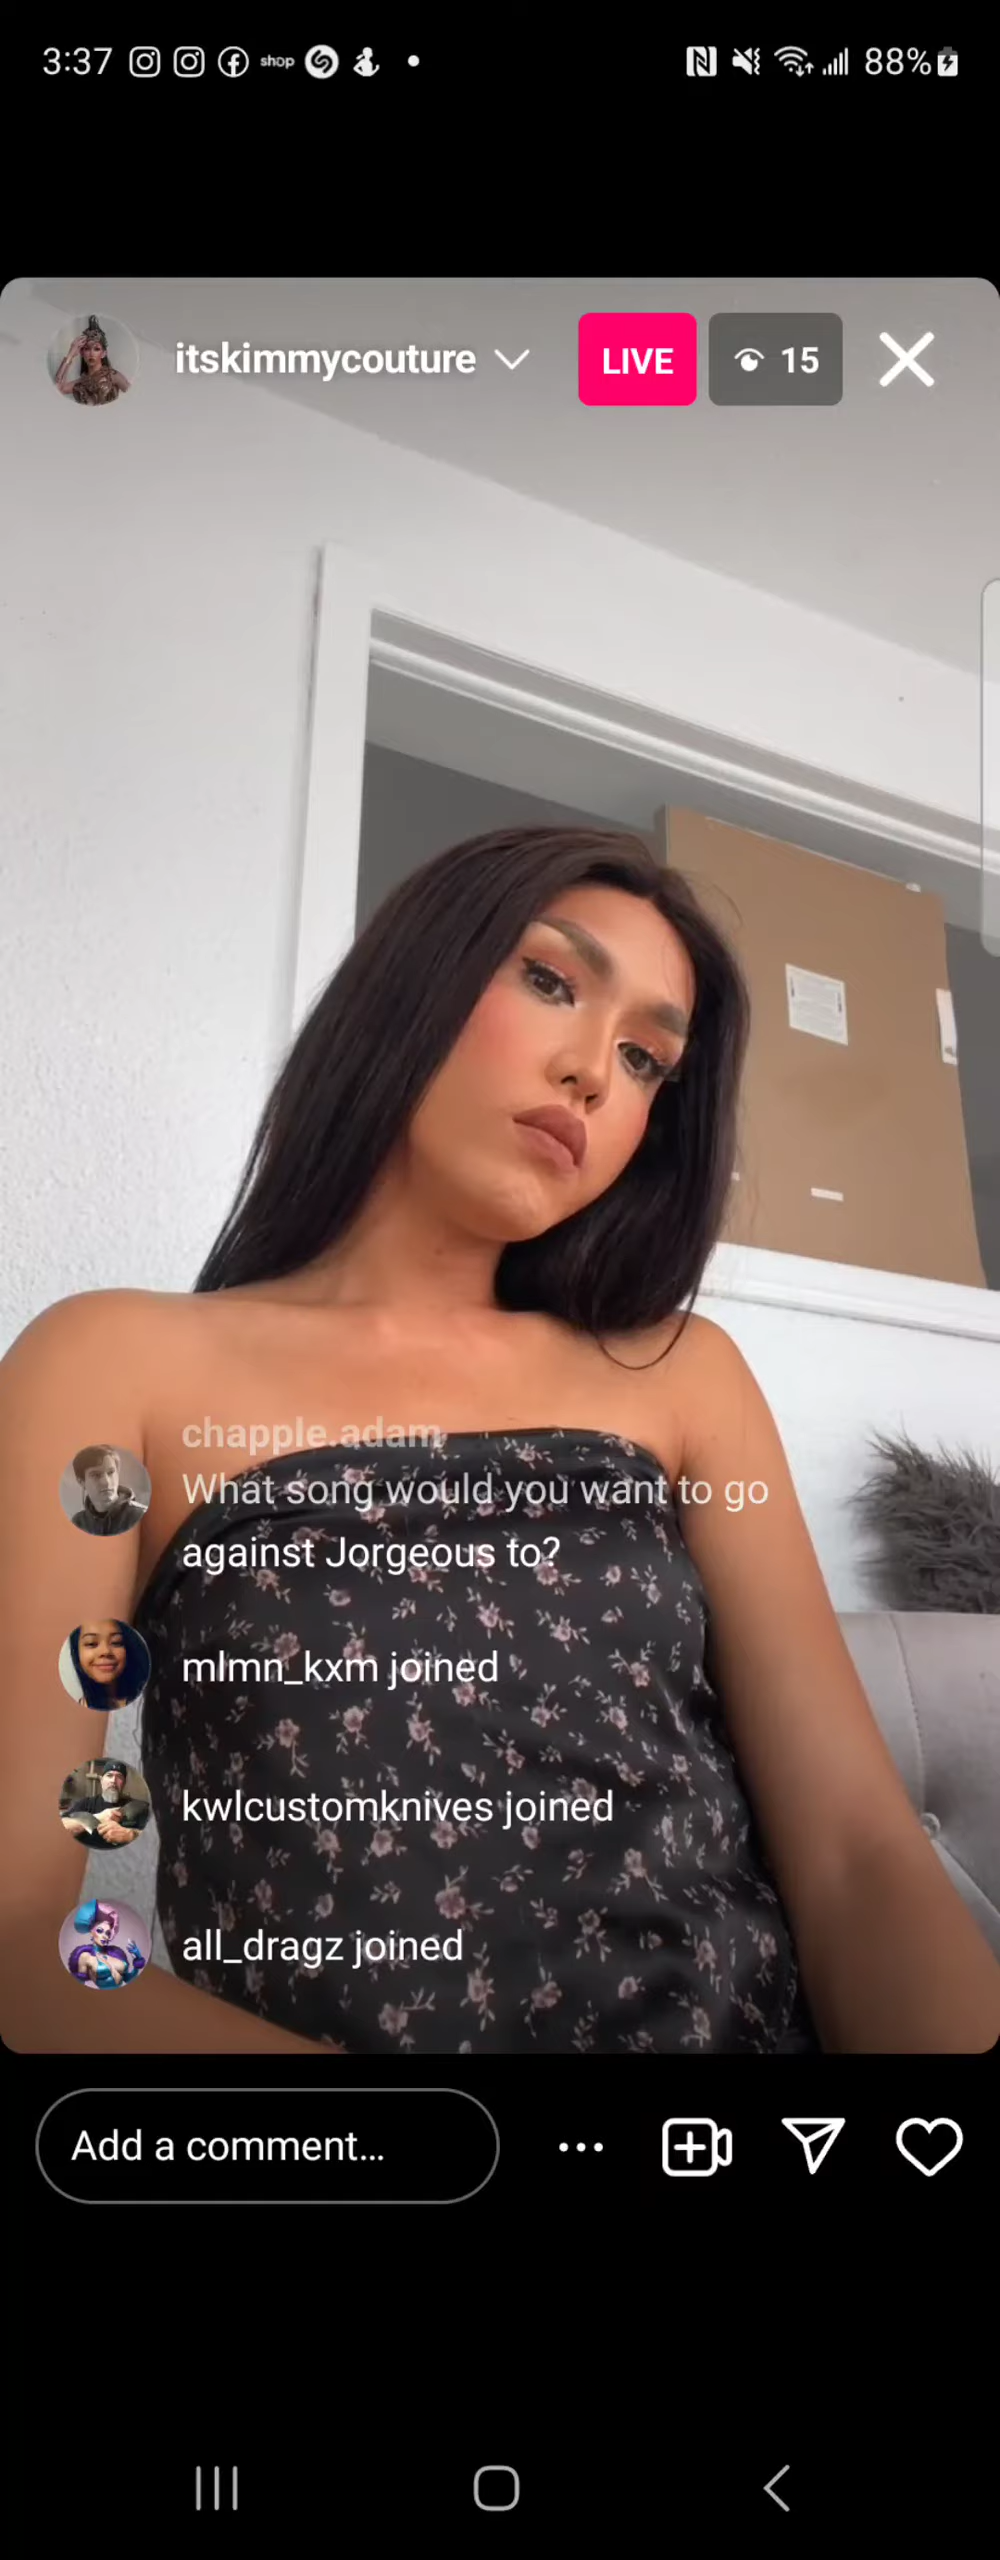 3:37 shop 88%
itskimmycouture LIVE 15
chapple.adam
What song would you want to go
against Jorgeous to?
mlmn_kxm joined
kwlcustomknives joined
all_dragz joined
Add a comment...